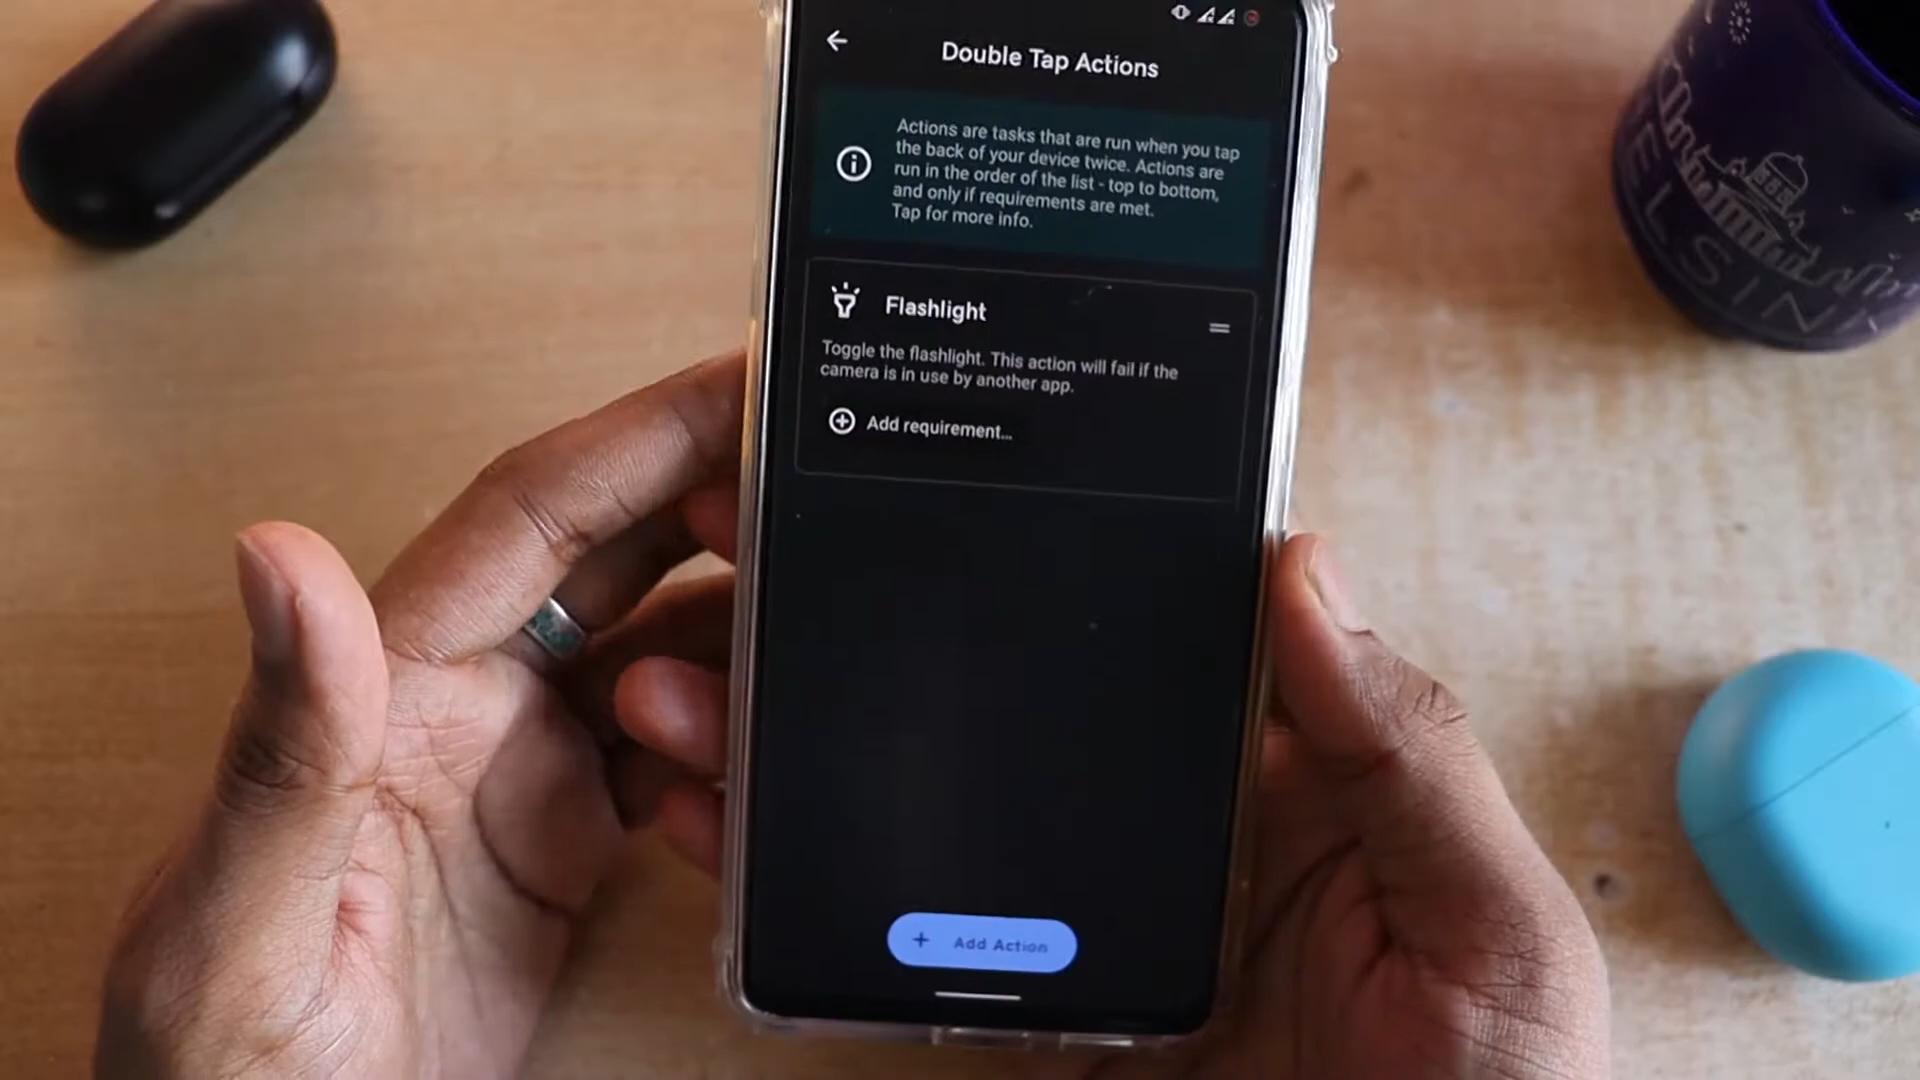 Double Tap Actions
Actions are tasks that are run when you tap
the back of your device twice. Actions are
run in the order of the list - top to bottom,
and only if requirements are met.
Tap for more info.
Flashlight
Toggle the flashlight. This action will fail if the
camera is in use by another app.
Add requirement...
+ Add Action
ELSIN